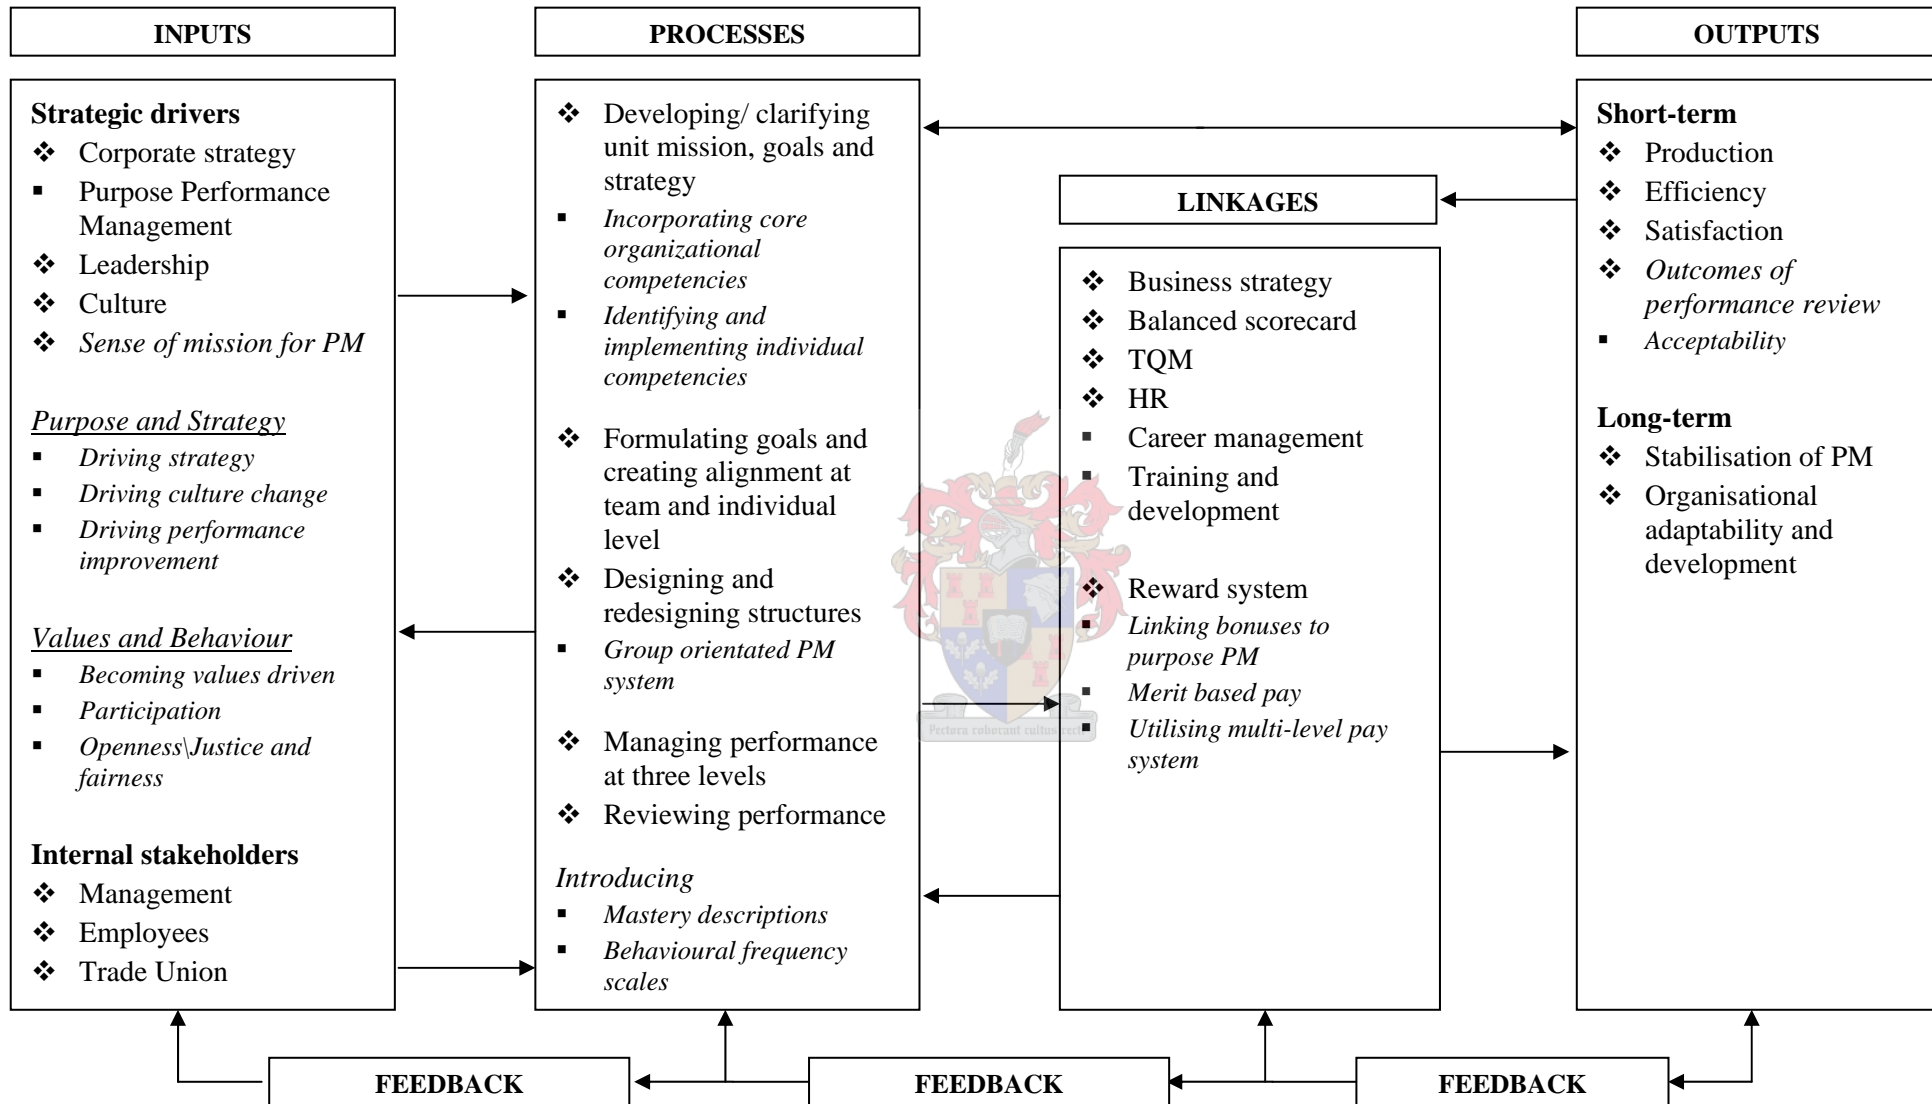 INPUTS
PROCESSES
OUTPUTS
Strategic drivers
❖ Corporate strategy
▪ Purpose Performance
Management
❖ Leadership
❖ Culture
❖ Sense of mission for PM
Purpose and Strategy
▪ Driving strategy
▪ Driving culture change
▪ Driving performance
improvement
Values and Behaviour
▪ Becoming values driven
▪ Participation
▪ Openness\Justice and
fairness
Internal stakeholders
❖ Management
❖ Employees
❖ Trade Union
❖ Developing/ clarifying
unit mission, goals and
strategy
▪ Incorporating core
organizational
competencies
▪ Identifying and
implementing individual
competencies
❖ Formulating goals and
creating alignment at
team and individual
level
❖ Designing and
redesigning structures
▪ Group orientated PM
system
❖ Managing performance
at three levels
❖ Reviewing performance
Introducing
▪ Mastery descriptions
▪ Behavioural frequency
scales
LINKAGES
❖ Business strategy
❖ Balanced scorecard
❖ TQM
❖ HR
▪ Career management
▪ Training and
development
❖ Reward system
▪ Linking bonuses to
purpose PM
▪ Merit based pay
▪ Utilising multi-level pay
system
Pectora roborant cultus recti
Short-term
❖ Production
❖ Efficiency
❖ Satisfaction
❖ Outcomes of
performance review
▪ Acceptability
Long-term
❖ Stabilisation of PM
❖ Organisational
adaptability and
development
FEEDBACK
FEEDBACK
FEEDBACK